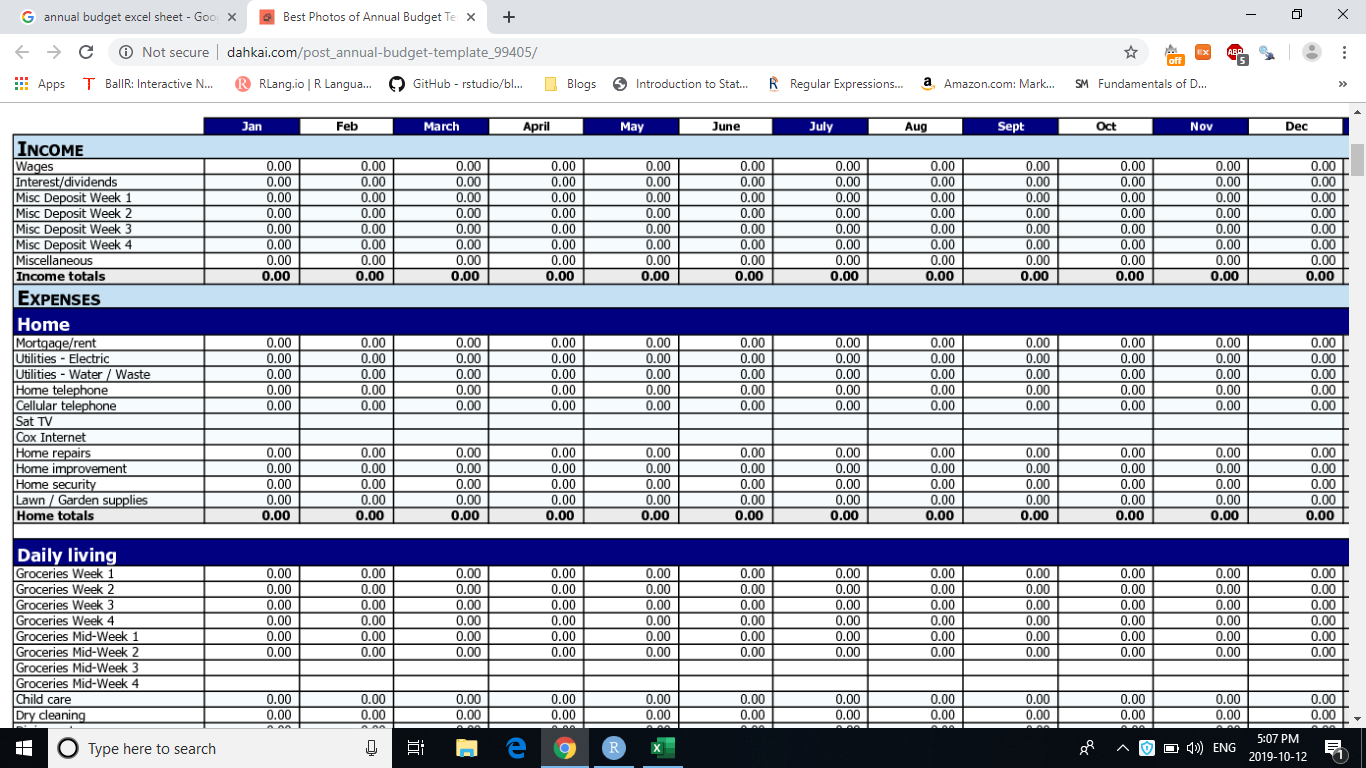 annual budget excel sheet - Goo
Best Photos of Annual Budget Te
Not secure | dahkai.com/post_annual-budget-template_99405/
off EX ABP 5
Apps BallR: Interactive N... RLang.io | R Langua... GitHub - rstudio/bl... Blogs Introduction to Stat... Regular Expressions... Amazon.com: Mark... SM Fundamentals of D... »
Jan Feb March April May June July Aug Sept Oct Nov Dec
INCOME
Wages 0.00 0.00 0.00 0.00 0.00 0.00 0.00 0.00 0.00 0.00 0.00 0.00
Interest/dividends 0.00 0.00 0.00 0.00 0.00 0.00 0.00 0.00 0.00 0.00 0.00 0.00
Misc Deposit Week 1 0.00 0.00 0.00 0.00 0.00 0.00 0.00 0.00 0.00 0.00 0.00 0.00
Misc Deposit Week 2 0.00 0.00 0.00 0.00 0.00 0.00 0.00 0.00 0.00 0.00 0.00 0.00
Misc Deposit Week 3 0.00 0.00 0.00 0.00 0.00 0.00 0.00 0.00 0.00 0.00 0.00 0.00
Misc Deposit Week 4 0.00 0.00 0.00 0.00 0.00 0.00 0.00 0.00 0.00 0.00 0.00 0.00
Miscellaneous 0.00 0.00 0.00 0.00 0.00 0.00 0.00 0.00 0.00 0.00 0.00 0.00
Income totals 0.00 0.00 0.00 0.00 0.00 0.00 0.00 0.00 0.00 0.00 0.00 0.00
EXPENSES
Home
Mortgage/rent 0.00 0.00 0.00 0.00 0.00 0.00 0.00 0.00 0.00 0.00 0.00 0.00
Utilities - Electric 0.00 0.00 0.00 0.00 0.00 0.00 0.00 0.00 0.00 0.00 0.00 0.00
Utilities - Water / Waste 0.00 0.00 0.00 0.00 0.00 0.00 0.00 0.00 0.00 0.00 0.00 0.00
Home telephone 0.00 0.00 0.00 0.00 0.00 0.00 0.00 0.00 0.00 0.00 0.00 0.00
Cellular telephone 0.00 0.00 0.00 0.00 0.00 0.00 0.00 0.00 0.00 0.00 0.00 0.00
Sat TV
Cox Internet
Home repairs 0.00 0.00 0.00 0.00 0.00 0.00 0.00 0.00 0.00 0.00 0.00 0.00
Home improvement 0.00 0.00 0.00 0.00 0.00 0.00 0.00 0.00 0.00 0.00 0.00 0.00
Home security 0.00 0.00 0.00 0.00 0.00 0.00 0.00 0.00 0.00 0.00 0.00 0.00
Lawn / Garden supplies 0.00 0.00 0.00 0.00 0.00 0.00 0.00 0.00 0.00 0.00 0.00 0.00
Home totals 0.00 0.00 0.00 0.00 0.00 0.00 0.00 0.00 0.00 0.00 0.00 0.00
Daily living
Groceries Week 1 0.00 0.00 0.00 0.00 0.00 0.00 0.00 0.00 0.00 0.00 0.00 0.00
Groceries Week 2 0.00 0.00 0.00 0.00 0.00 0.00 0.00 0.00 0.00 0.00 0.00 0.00
Groceries Week 3 0.00 0.00 0.00 0.00 0.00 0.00 0.00 0.00 0.00 0.00 0.00 0.00
Groceries Week 4 0.00 0.00 0.00 0.00 0.00 0.00 0.00 0.00 0.00 0.00 0.00 0.00
Groceries Mid-Week 1 0.00 0.00 0.00 0.00 0.00 0.00 0.00 0.00 0.00 0.00 0.00 0.00
Groceries Mid-Week 2 0.00 0.00 0.00 0.00 0.00 0.00 0.00 0.00 0.00 0.00 0.00 0.00
Groceries Mid-Week 3
Groceries Mid-Week 4
Child care 0.00 0.00 0.00 0.00 0.00 0.00 0.00 0.00 0.00 0.00 0.00 0.00
Dry cleaning 0.00 0.00 0.00 0.00 0.00 0.00 0.00 0.00 0.00 0.00 0.00 0.00
Type here to search
ENG
5:07 PM
2019-10-12
1